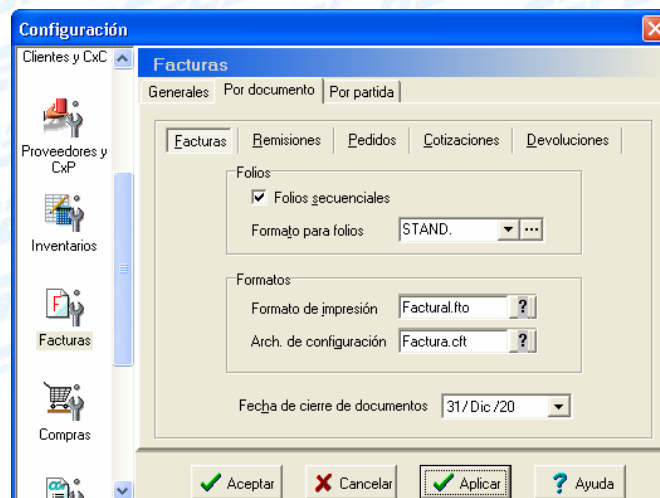 Configuración
Clientes y CxC
Proveedores y
CxP
Inventarios
Facturas
Compras
Facturas
Generales Por documento Por partida
Facturas Remisiones Pedidos Cotizaciones Devoluciones
Folios
Folios secuenciales
Formato para folios STAND. ...
Formatos
Formato de impresión Factural.fto ?
Arch. de configuración Factura.cft ?
Fecha de cierre de documentos 31/Dic /20
Aceptar Cancelar Aplicar ? Ayuda